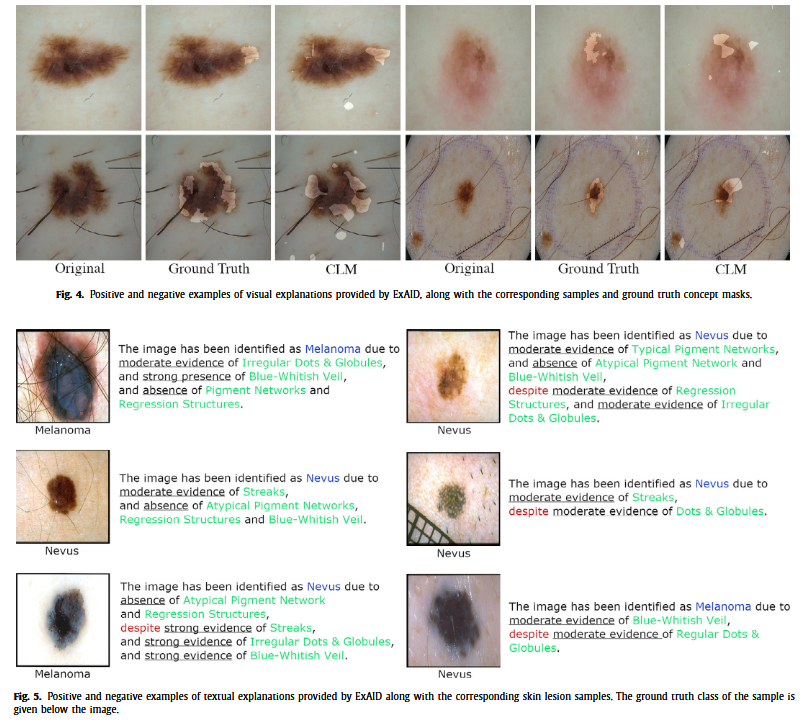 Original Ground Truth CLM Original Ground Truth CLM
Fig. 4. Positive and negative examples of visual explanations provided by ExAID, along with the corresponding samples and ground truth concept masks.
The image has been identified as Melanoma due to
moderate evidence of Irregular Dots & Globules,
and strong presence of Blue-Whitish Veil,
and absence of Pigment Networks and
Regression Structures.
Melanoma
The image has been identified as Nevus due to
moderate evidence of Typical Pigment Networks,
and absence of Atypical Pigment Network and
Blue-Whitish Veil,
despite moderate evidence of Regression
Structures, and moderate evidence of Irregular
Dots & Globules.
Nevus
The image has been identified as Nevus due to
moderate evidence of Streaks,
and absence of Atypical Pigment Networks,
Regression Structures and Blue-Whitish Veil.
Nevus
The image has been identified as Nevus due to
moderate evidence of Streaks,
despite moderate evidence of Dots & Globules.
Nevus
The image has been identified as Nevus due to
absence of Atypical Pigment Network
and Regression Structures,
despite strong evidence of Streaks,
and strong evidence of Irregular Dots & Globules,
and strong evidence of Blue-Whitish Veil.
Melanoma
The image has been identified as Melanoma due to
moderate evidence of Blue-Whitish Veil,
despite moderate evidence of Regular Dots &
Globules.
Nevus
Fig. 5. Positive and negative examples of textual explanations provided by ExAID along with the corresponding skin lesion samples. The ground truth class of the sample is
given below the image.